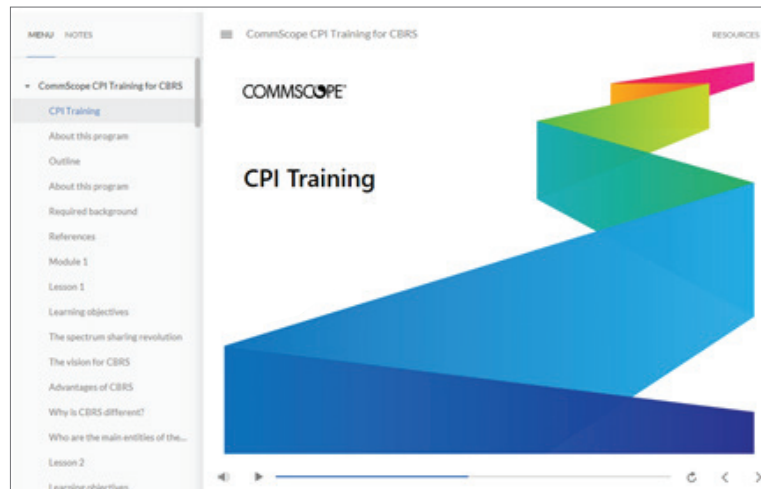 MENU NOTES
CommScope CPI Training for CBRS
CPI Training
About this program
Outline
About this program
Required background
References
Module 1
Lesson 1
Learning objectives
The spectrum sharing revolution
The vision for CBRS
Advantages of CBRS
Why is CBRS different?
Who are the main entities of the...
Lesson 2
Learning objectives
CommScope CPI Training for CBRS
RESOURCES
COMMSCOPE®
CPI Training